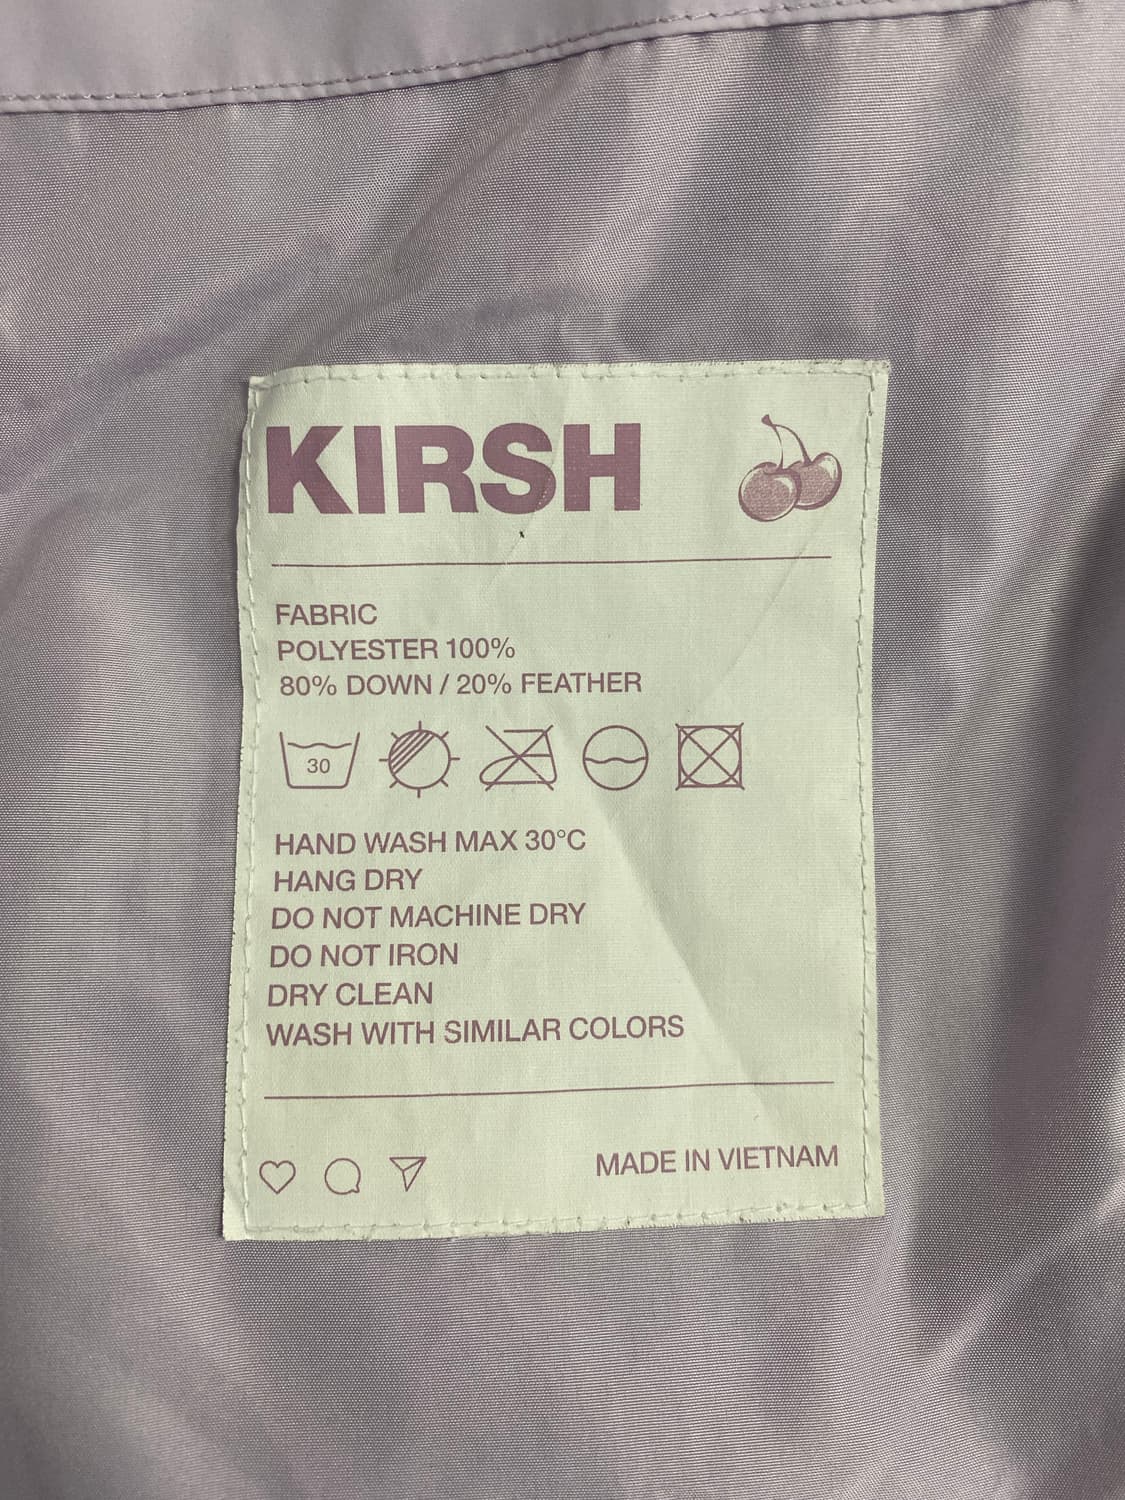 KIRSH
FABRIC
POLYESTER 100%
80% DOWN / 20% FEATHER
30
HAND WASH MAX 30°C
HANG DRY
DO NOT MACHINE DRY
DO NOT IRON
DRY CLEAN
WASH WITH SIMILAR COLORS
MADE IN VIETNAM